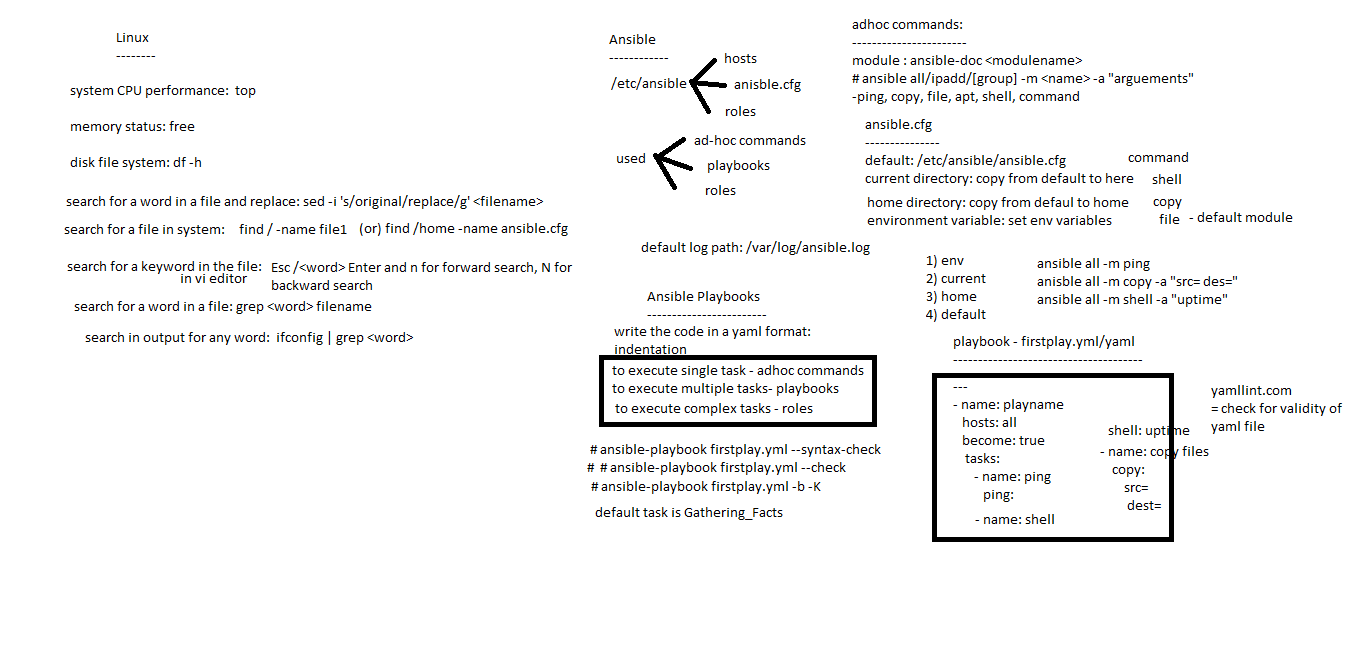 Linux
--------
system CPU performance: top
memory status: free
disk file system: df -h
search for a word in a file and replace: sed -i 's/original/replace/g' <filename>
search for a file in system: find / -name file1 (or) find /home -name ansible.cfg
search for a keyword in the file: Esc /<word> Enter and n for forward search, N for
in vi editor
backward search
search for a word in a file: grep <word> filename
search in output for any word: ifconfig | grep <word>
Ansible
------------
/etc/ansible
hosts
anisble.cfg
roles
used
ad-hoc commands
playbooks
roles
default log path: /var/log/ansible.log
Ansible Playbooks
------------------------
write the code in a yaml format:
indentation
to execute single task - adhoc commands
to execute multiple tasks- playbooks
to execute complex tasks - roles
# ansible-playbook firstplay.yml --syntax-check
# # ansible-playbook firstplay.yml --check
# ansible-playbook firstplay.yml -b -K
default task is Gathering_Facts
adhoc commands:
-----------------------
module : ansible-doc <modulename>
# ansible all/ipadd/[group] -m <name> -a "arguements"
-ping, copy, file, apt, shell, command
ansible.cfg
---------------
default: /etc/ansible/ansible.cfg
current directory: copy from default to here
home directory: copy from defaul to home
environment variable: set env variables
command
shell
copy
file - default module
1) env
2) current
3) home
4) default
ansible all -m ping
anisble all -m copy -a "src= des="
ansible all -m shell -a "uptime"
playbook - firstplay.yml/yaml
--------------------------------------
---
- name: playname
hosts: all
become: true
tasks:
- name: ping
ping:
- name: shell
shell: uptime
- name: copy files
copy:
src=
dest=
yamllint.com
= check for validity of
yaml file